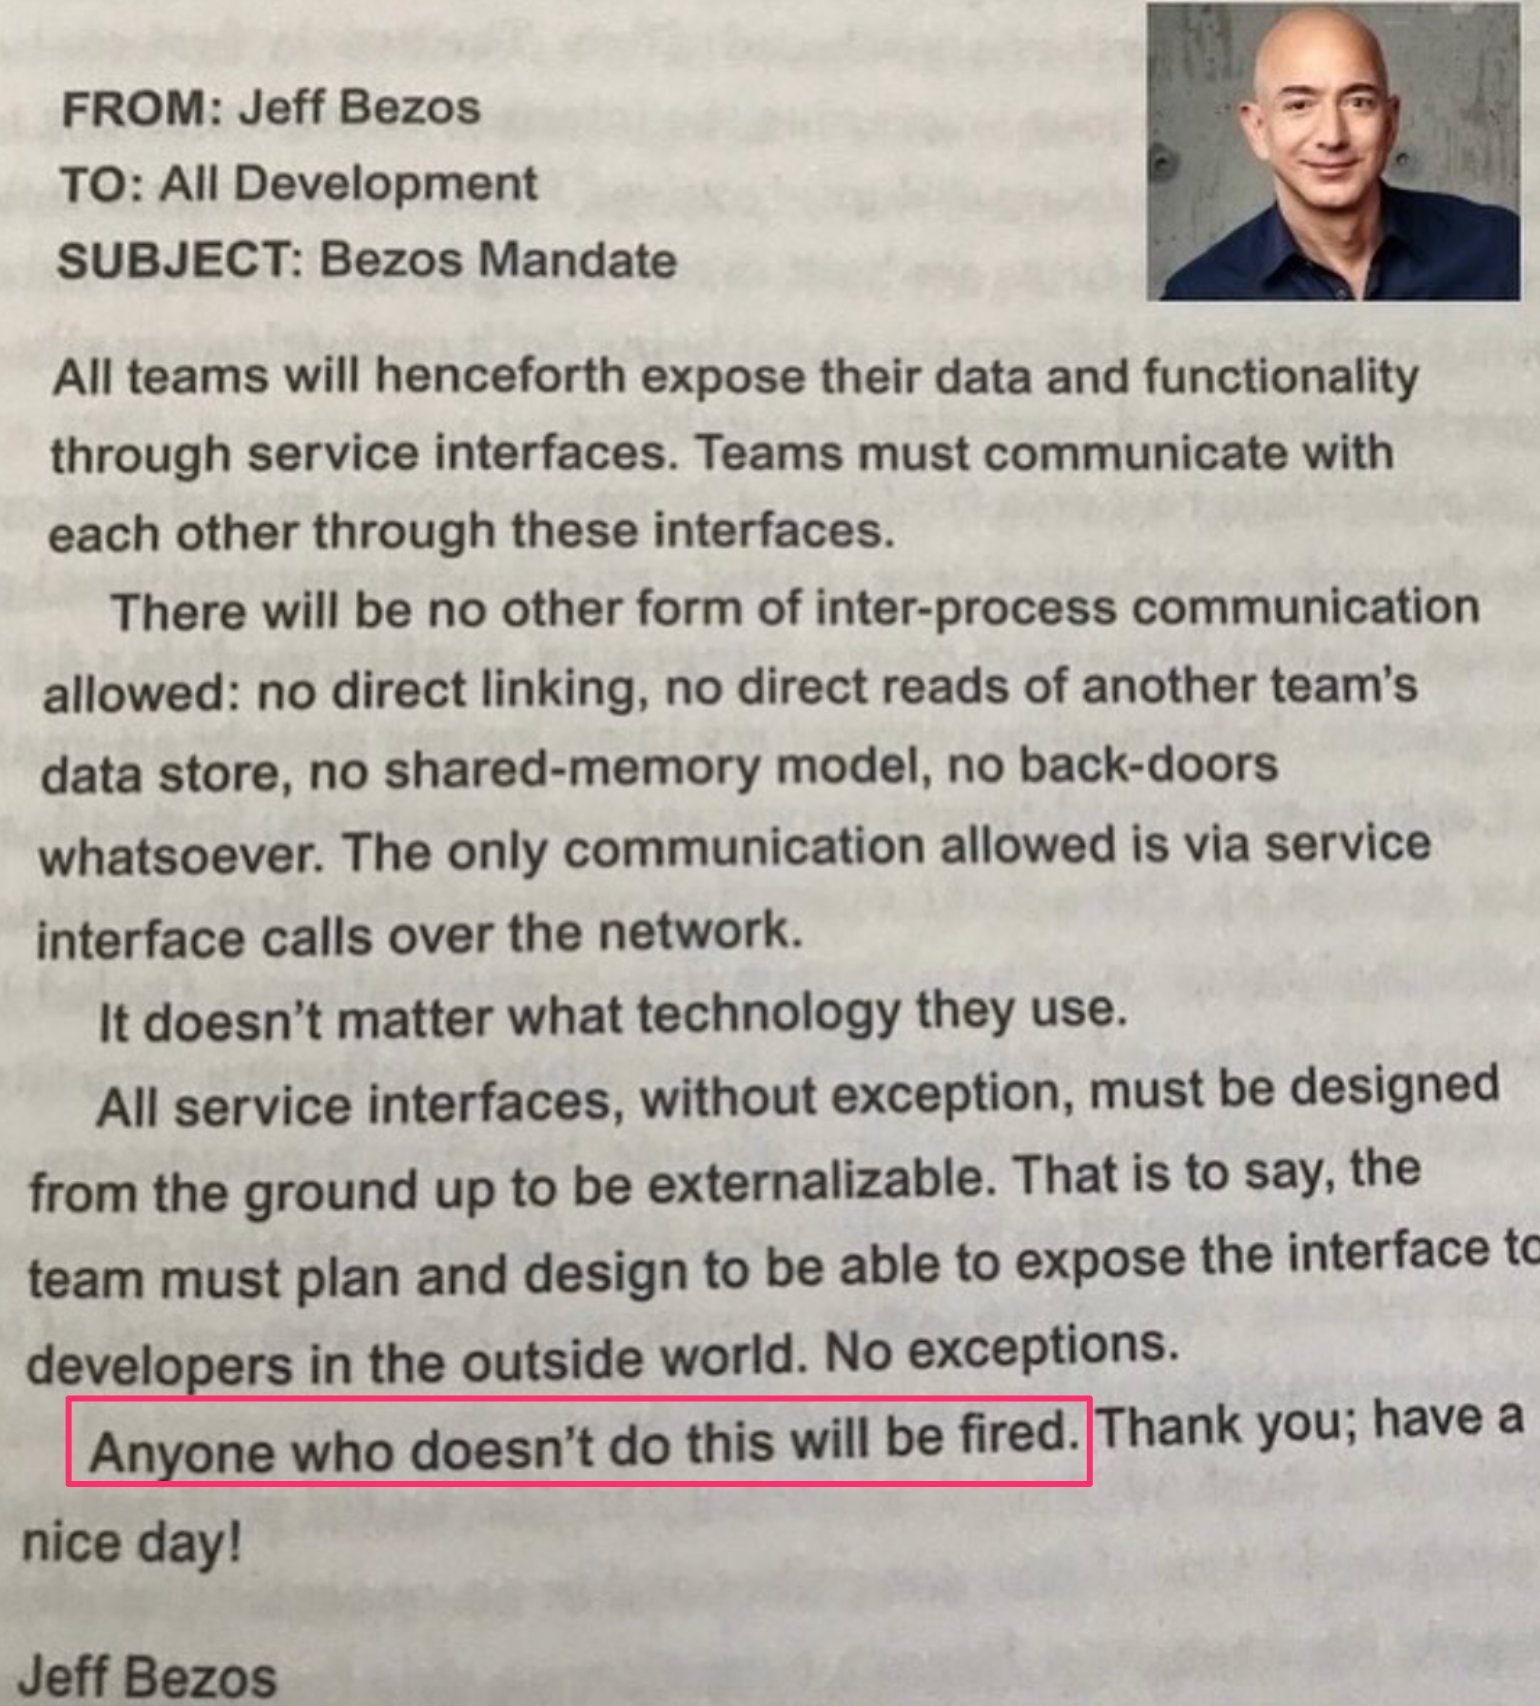 FROM: Jeff Bezos
TO: All Development
SUBJECT: Bezos Mandate
All teams will henceforth expose their data and functionality
through service interfaces. Teams must communicate with
each other through these interfaces.
There will be no other form of inter-process communication
allowed: no direct linking, no direct reads of another team's
data store, no shared-memory model, no back-doors
whatsoever. The only communication allowed is via service
interface calls over the network.
It doesn't matter what technology they use.
All service interfaces, without exception, must be designed
from the ground up to be externalizable. That is to say, the
team must plan and design to be able to expose the interface to
developers in the outside world. No exceptions.
Anyone who doesn't do this will be fired. Thank you; have a
nice day!
Jeff Bezos